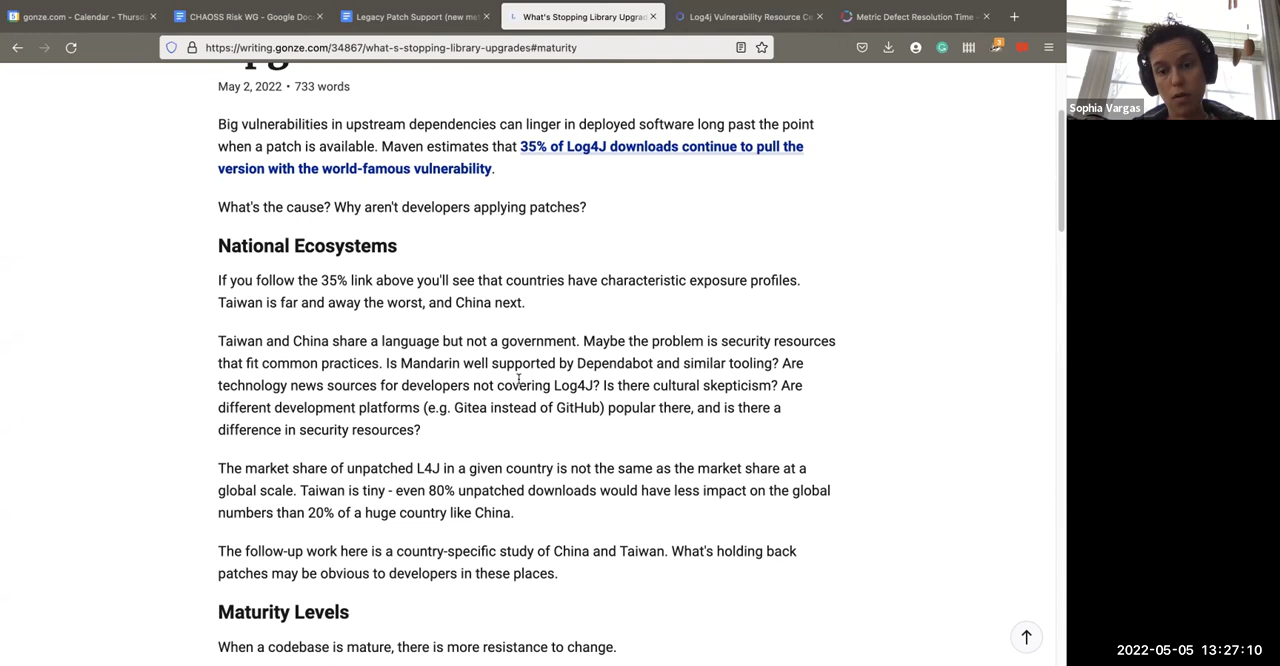 gonze.com - Calendar - Thursd
CHAOSS Risk WG - Google Doc
Legacy Patch Support (new me
What's Stopping Library Upgrad
Log4j Vulnerability Resource Ce
Metric Defect Resolution Time -
https://writing.gonze.com/34867/what-s-stopping-library-upgrades#maturity
3
Sophia Vargas
May 2, 2022 • 733 words
Big vulnerabilities in upstream dependencies can linger in deployed software long past the point
when a patch is available. Maven estimates that 35% of Log4J downloads continue to pull the
version with the world-famous vulnerability.
What's the cause? Why aren't developers applying patches?
National Ecosystems
If you follow the 35% link above you'll see that countries have characteristic exposure profiles.
Taiwan is far and away the worst, and China next.
Taiwan and China share a language but not a government. Maybe the problem is security resources
that fit common practices. Is Mandarin well supported by Dependabot and similar tooling? Are
technology news sources for developers not covering Log4J? Is there cultural skepticism? Are
different development platforms (e.g. Gitea instead of GitHub) popular there, and is there a
difference in security resources?
The market share of unpatched L4J in a given country is not the same as the market share at a
global scale. Taiwan is tiny - even 80% unpatched downloads would have less impact on the global
numbers than 20% of a huge country like China.
The follow-up work here is a country-specific study of China and Taiwan. What's holding back
patches may be obvious to developers in these places.
Maturity Levels
When a codebase is mature, there is more resistance to change.
2022-05-05 13:27:10